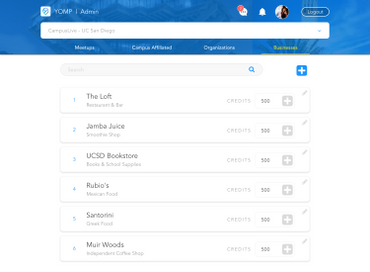 YOMP | Admin
Logout
Campuslive - UC San Diego
Meetups Campus Affiliated Organizations Businesses
Search
1 The Loft CREDITS 500
Restaurant & Bar
2 Jamba Juice CREDITS 500
Smoothie Shop
3 UCSD Bookstore CREDITS 500
Books & School Supplies
4 Rubio's CREDITS 500
Mexican Food
5 Santorini CREDITS 500
Greek Food
6 Muir Woods CREDITS 500
Independent Coffee Shop